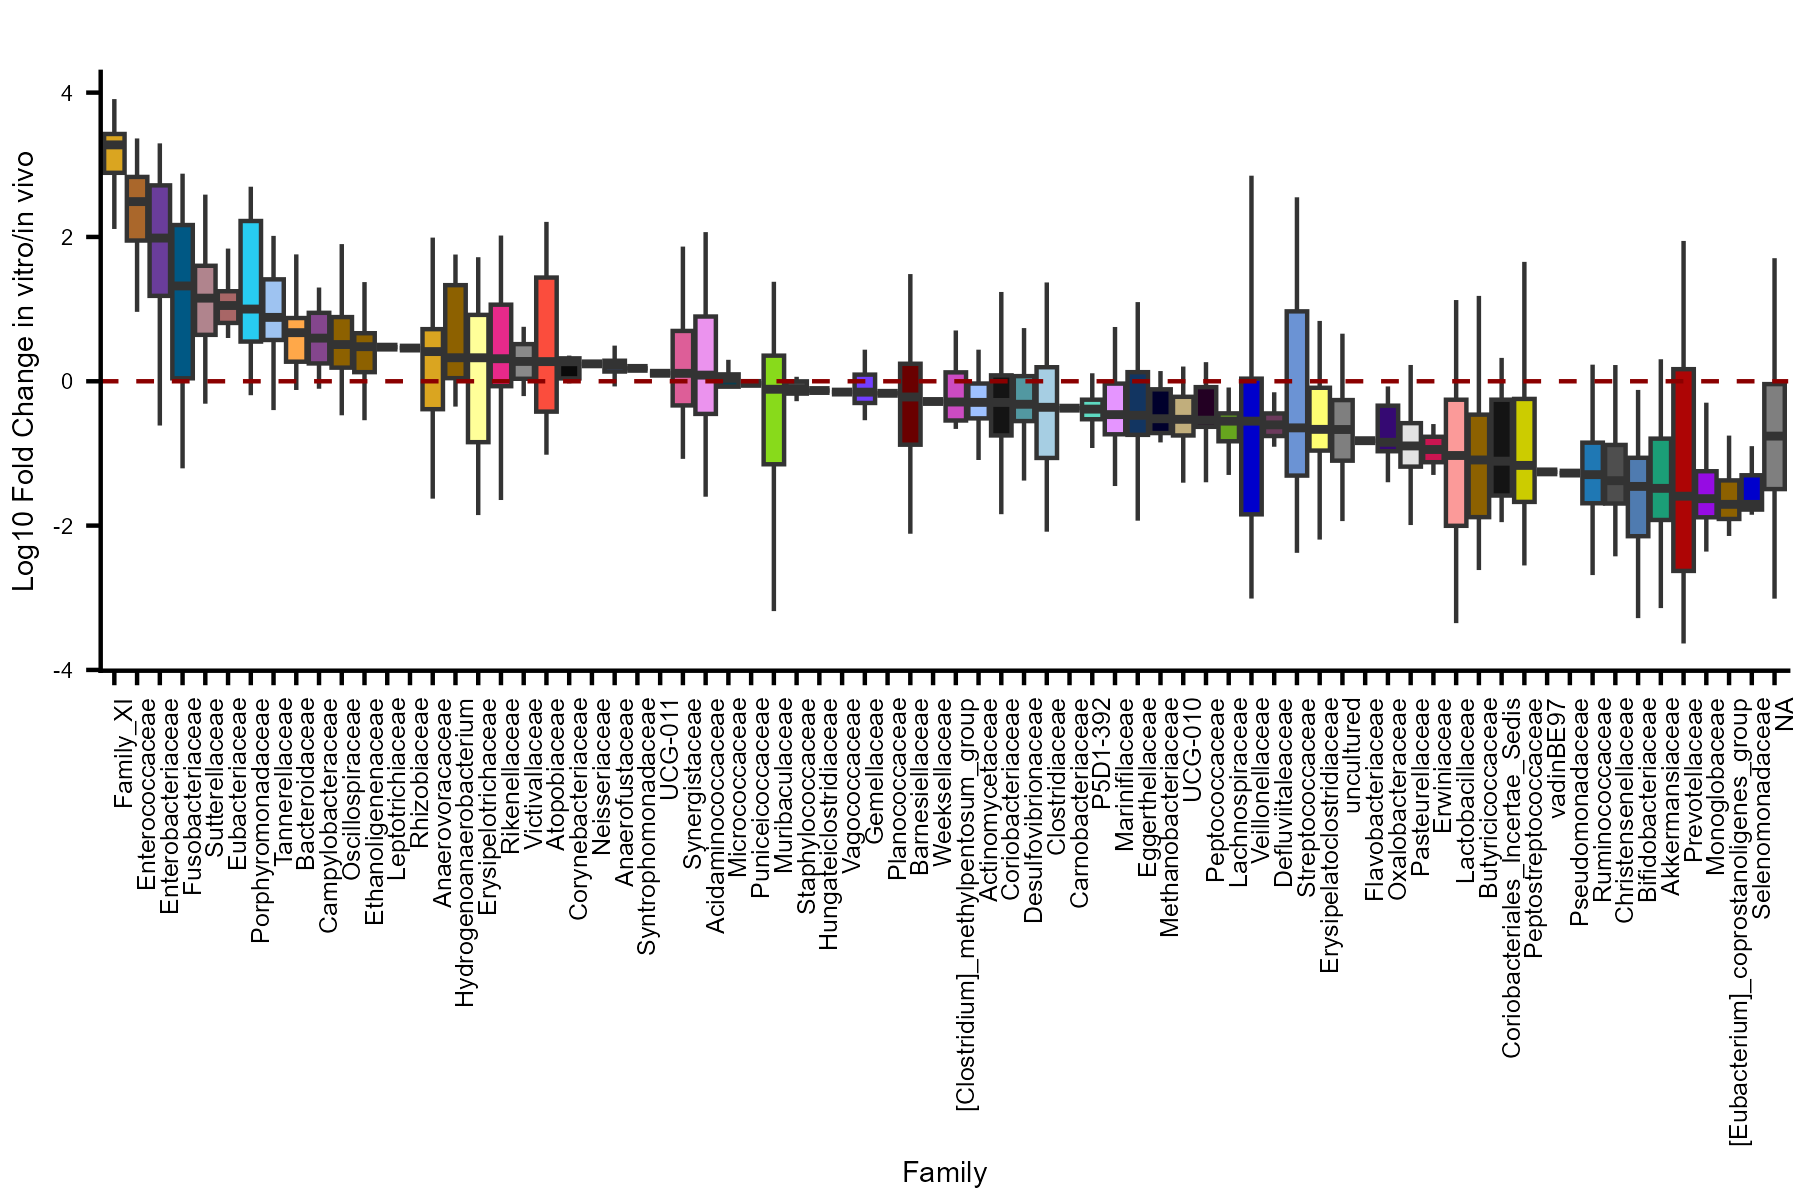 Log10 Fold Change in vitro/in vivo
4
2
0
-2
-4
Family_XI
Enterococcaceae
Enterobacteriaceae
Fusobacteriaceae
Sutterellaceae
Eubacteriaceae
Porphyromonadaceae
Tannerellaceae
Bacteroidaceae
Campylobacteraceae
Oscillospiraceae
Ethanoligenenaceae
Leptotrichiaceae
Rhizobiaceae
Anaerovoracaceae
Hydrogenoanaerobacterium
Erysipelotrichaceae
Rikenellaceae
Victivallaceae
Atopobiaceae
Corynebacteriaceae
Neisseriaceae
Anaerofustaceae
Syntrophomonadaceae
UCG-011
Synergistaceae
Acidaminococcaceae
Micrococcaceae
Puniceicoccaceae
Muribaculaceae
Staphylococcaceae
Hungateiclostridiaceae
Vagococcaceae
Gemellaceae
Planococcaceae
Barnesiellaceae
Weeksellaceae
[Clostridium]_methylpentosum_group
Actinomycetaceae
Coriobacteriaceae
Desulfovibrionaceae
Clostridiaceae
Carnobacteriaceae
P5D1-392
Marinifilaceae
Eggerthellaceae
Methanobacteriaceae
UCG-010
Peptococcaceae
Lachnospiraceae
Veillonellaceae
Defluviitaleaceae
Streptococcaceae
Erysipelatoclostridiaceae
uncultured
Flavobacteriaceae
Oxalobacteraceae
Pasteurellaceae
Erwiniaceae
Lactobacillaceae
Butyricicoccaceae
Coriobacteriales_Incertae_Sedis
Peptostreptococcaceae
vadinBE97
Pseudomonadaceae
Ruminococcaceae
Christensenellaceae
Bifidobacteriaceae
Akkermansiaceae
Prevotellaceae
Monoglobaceae
[Eubacterium]_coprostanoligenes_group
Selenomonadaceae
NA
Family